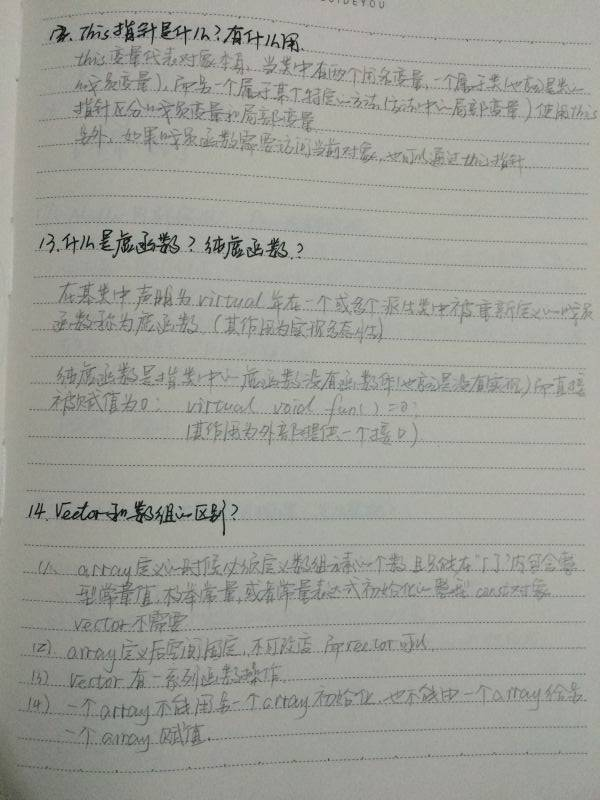 UIDEYOU
This指针是什么?有什么用.
this变量代表对象本身,当类中有两个同名变量,一个属于类(也就是类的
成员变量),而另一个属于某个特定的方法(方法中的局部变量)使用this
指针区分成员变量和局部变量
另外,如果成员函数需要访问当前对象,也可以通过this指针
13.什么是虚函数?纯虚函数?
在基类中声明为virtual并在一个或多个派生类中被重新定义的成员
函数称为虚函数(其作用为实现多态性)
纯虚函数是指类中的虚函数没有函数体(也就是没有实现)而直接
被赋值为0: virtual void fun()=0;
(其作用为外部提供一个接口)
14.Vector和数组的区别?
(1) array定义的时候必须定义数组元素的个数且只能在"[]"内包含整
型常量值,枚举常量,或者常量表达式初始化的整型const对象
vector不需要
(2) array定义后空间固定,不可改变 而vector可以.
(3) Vector有一系列函数操作.
(4) 一个array不能用另一个array初始化,也不能由一个array给另
一个array赋值.